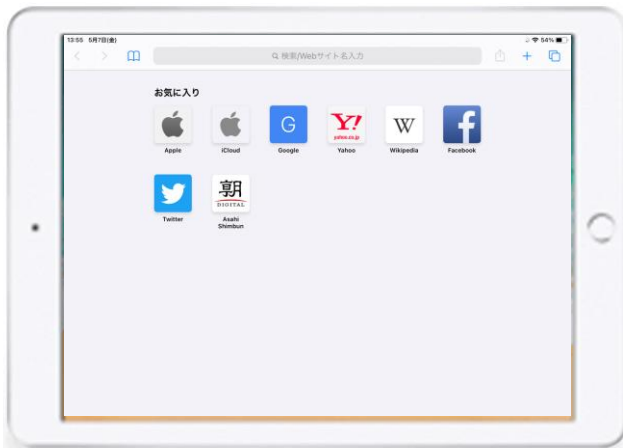 13:55 5月7日(金)
54%
検索/Webサイト名入力
お気に入り
G
Y!
yahoo.co.jp
W
f
Apple
iCloud
Google
Yahoo
Wikipedia
Facebook
朝日
DIGITAL
Twitter
Asahi
Shimbun